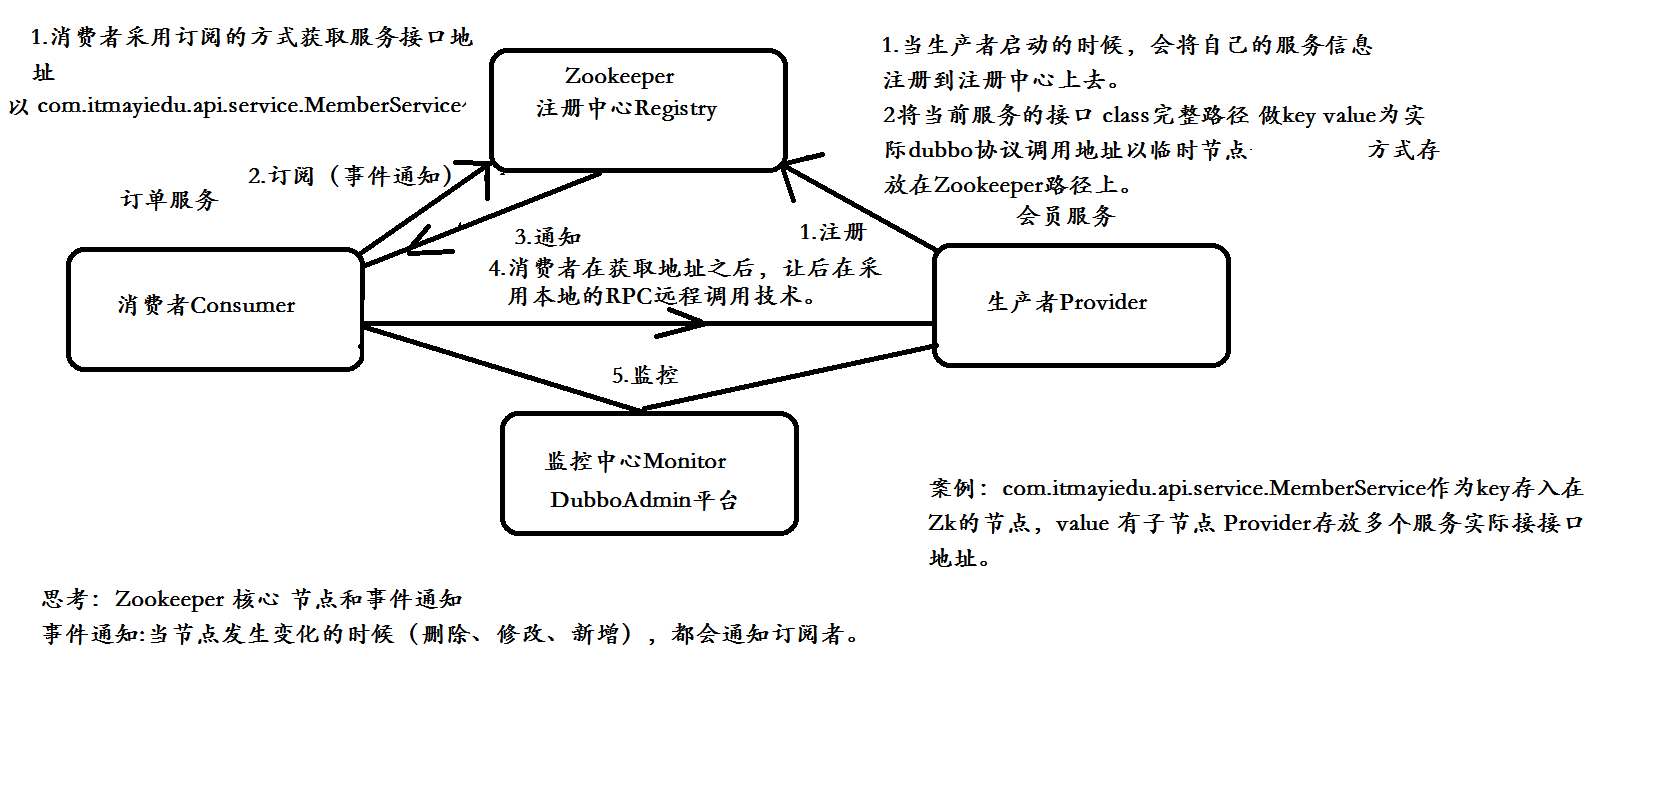 1.消费者采用订阅的方式获取服务接口地
址
以 com.itmayiedu.api.service.MemberService
Zookeeper
注册中心Registry
1.当生产者启动的时候，会将自己的服务信息
注册到注册中心上去。
2将当前服务的接口 class完整路径 做key value为实
际dubbo协议调用地址以临时节点 方式存
放在Zookeeper路径上。
2.订阅（事件通知）
订单服务
会员服务
3.通知
1.注册
4.消费者在获取地址之后，让后在采
用本地的RPC远程调用技术。
消费者Consumer
生产者Provider
5.监控
监控中心Monitor
DubboAdmin平台
案例：com.itmayiedu.api.service.MemberService作为key存入在
Zk的节点，value 有子节点 Provider存放多个服务实际接接口
地址。
思考：Zookeeper 核心 节点和事件通知
事件通知:当节点发生变化的时候（删除、修改、新增），都会通知订阅者。